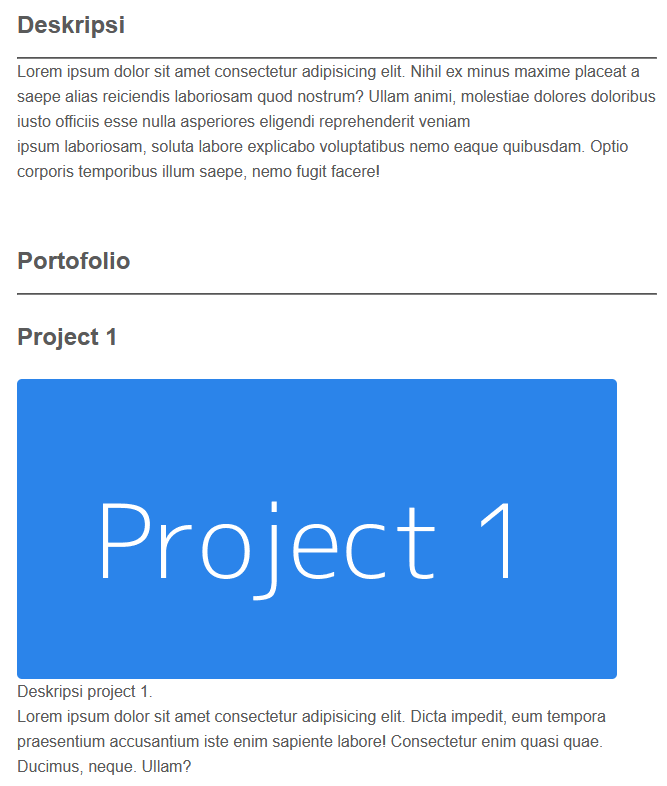 Deskripsi
Lorem ipsum dolor sit amet consectetur adipisicing elit. Nihil ex minus maxime placeat a
saepe alias reiciendis laboriosam quod nostrum? Ullam animi, molestiae dolores doloribus
iusto officiis esse nulla asperiores eligendi reprehenderit veniam
ipsum laboriosam, soluta labore explicabo voluptatibus nemo eaque quibusdam. Optio
corporis temporibus illum saepe, nemo fugit facere!
Portofolio
Project 1
Project 1
Deskripsi project 1.
Lorem ipsum dolor sit amet consectetur adipisicing elit. Dicta impedit, eum tempora
praesentium accusantium iste enim sapiente labore! Consectetur enim quasi quae.
Ducimus, neque. Ullam?